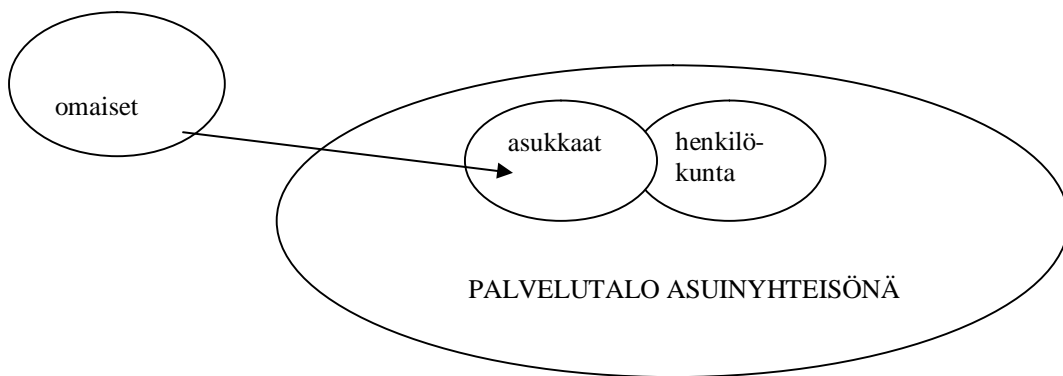 omaiset
asukkaat
henkilö-
kunta
PALVELUTALO ASUINYHTEISÖNÄ